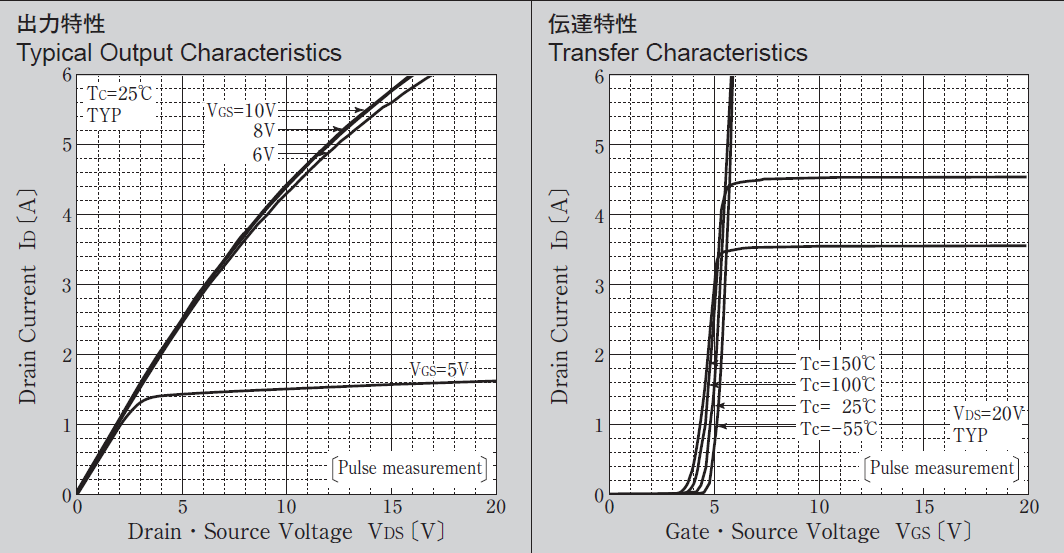 出力特性
Typical Output Characteristics
6
5
4
3
2
1
0
Drain Current ID〔A〕
TC=25℃
TYP
VGS=10V
8V
6V
VGS=5V
〔Pulse measurement〕
0 5 10 15 20
Drain・Source Voltage VDS〔V〕
伝達特性
Transfer Characteristics
6
5
4
3
2
1
0
Drain Current ID〔A〕
Tc=150℃
Tc=100℃
Tc= 25℃
Tc=−55℃
VDS=20V
TYP
〔Pulse measurement〕
0 5 10 15 20
Gate・Source Voltage VGS〔V〕